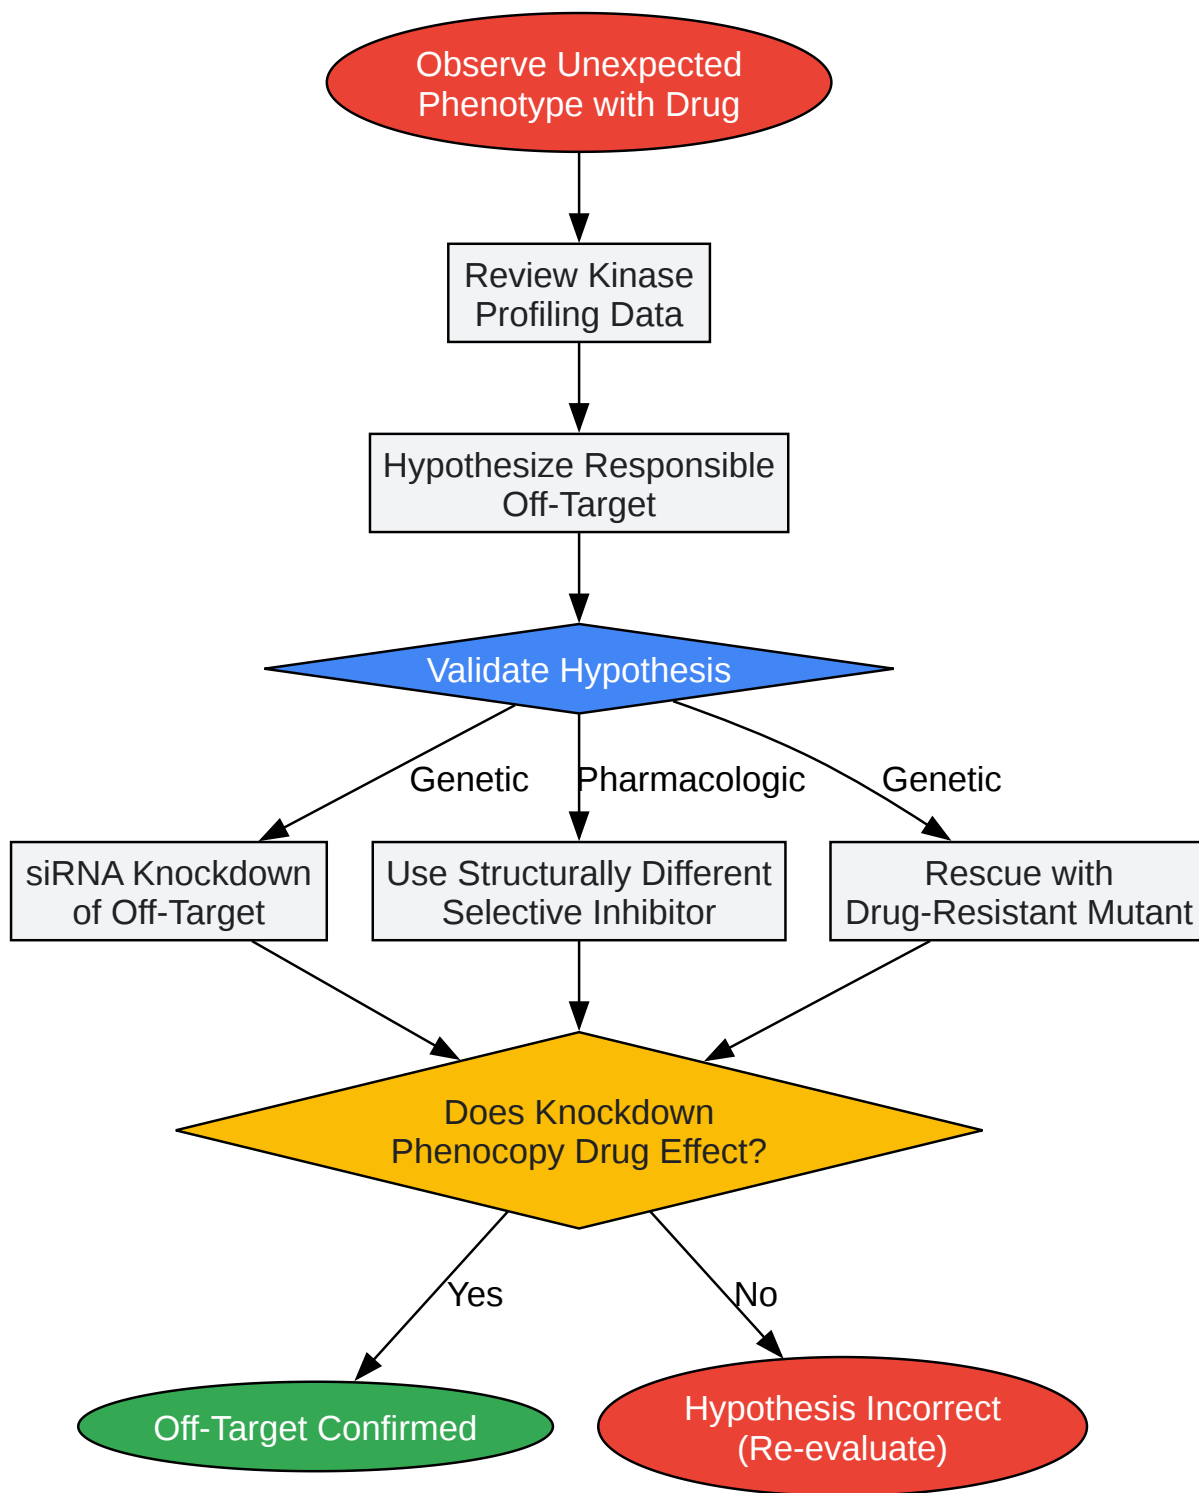 Observe Unexpected
Phenotype with Drug
Review Kinase
Profiling Data
Hypothesize Responsible
Off-Target
Validate Hypothesis
Genetic
Pharmacologic
Genetic
siRNA Knockdown
of Off-Target
Use Structurally Different
Selective Inhibitor
Rescue with
Drug-Resistant Mutant
Does Knockdown
Phenocopy Drug Effect?
Yes
No
Off-Target Confirmed
Hypothesis Incorrect
(Re-evaluate)